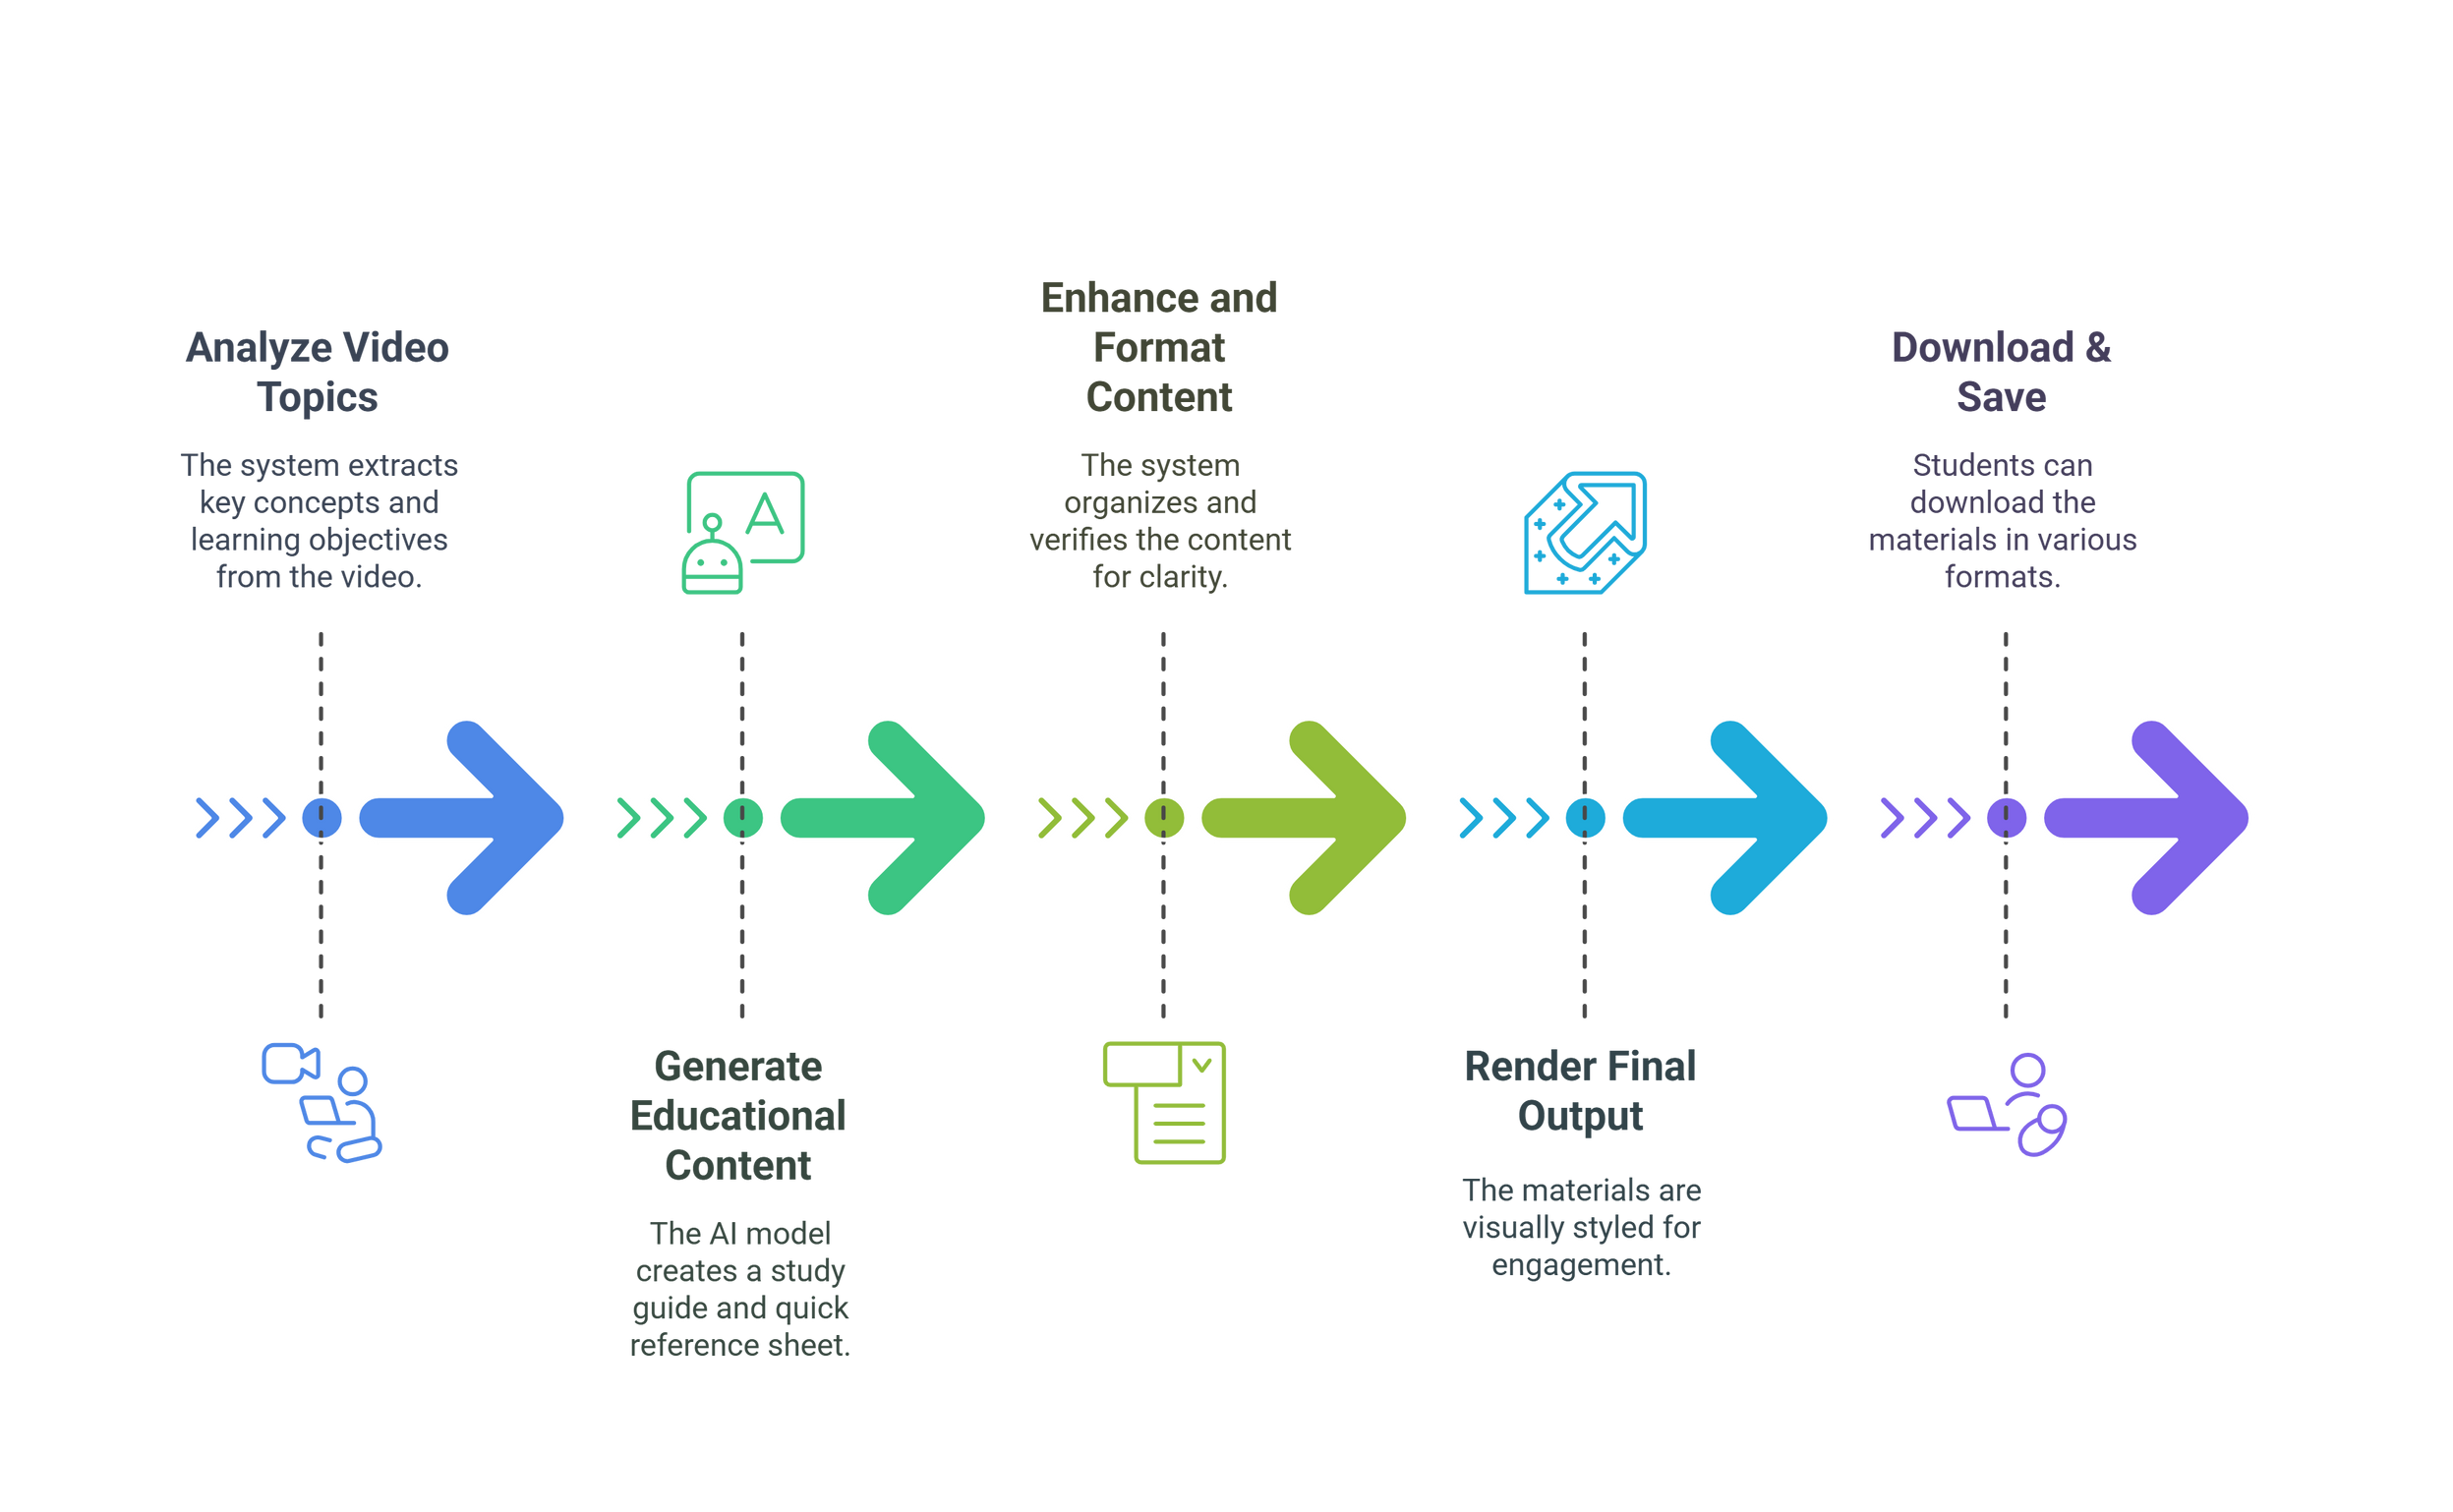 Analyze Video
Topics
The system extracts
key concepts and
learning objectives
from the video.
Generate
Educational
Content
The AI model
creates a study
guide and quick
reference sheet.
Enhance and
Format
Content
The system
organizes and
verifies the content
for clarity.
Render Final
Output
The materials are
visually styled for
engagement.
Download &
Save
Students can
download the
materials in various
formats.